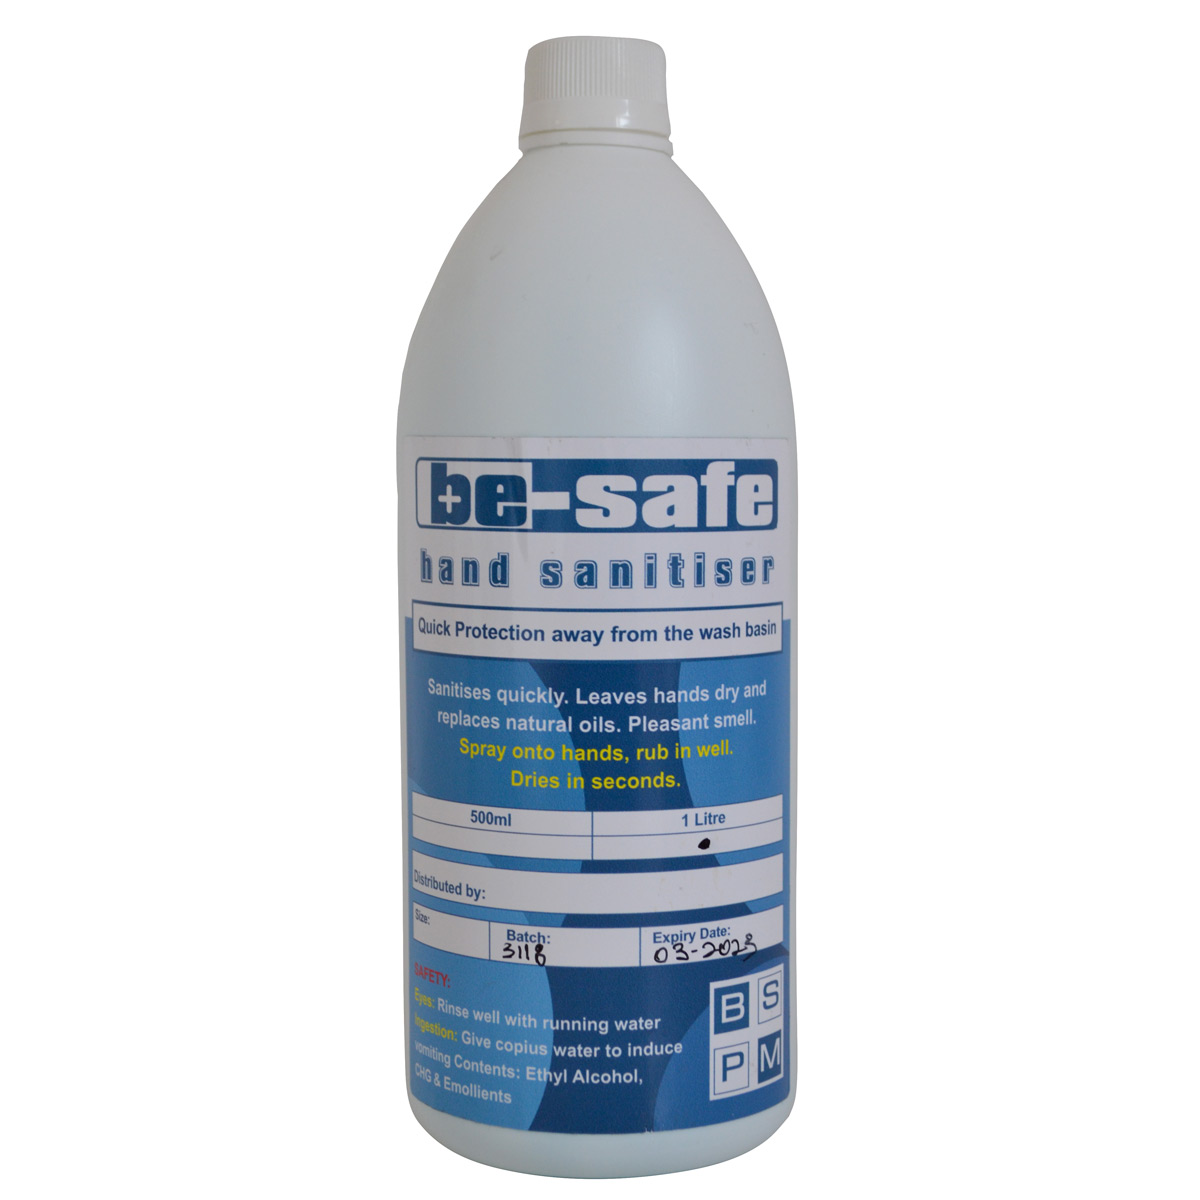 be-safe
hand sanitiser
Quick Protection away from the wash basin
Sanitises quickly. Leaves hands dry and
replaces natural oils. Pleasant smell.
Spray onto hands, rub in well.
Dries in seconds.
500ml 1 Litre
Distributed by:
Size: Batch: Expiry Date:
3118 03-2023
SAFETY:
Eyes: Rinse well with running water
Ingestion: Give copius water to induce
vomiting Contents: Ethyl Alcohol,
CHG & Emollients
B S
P M